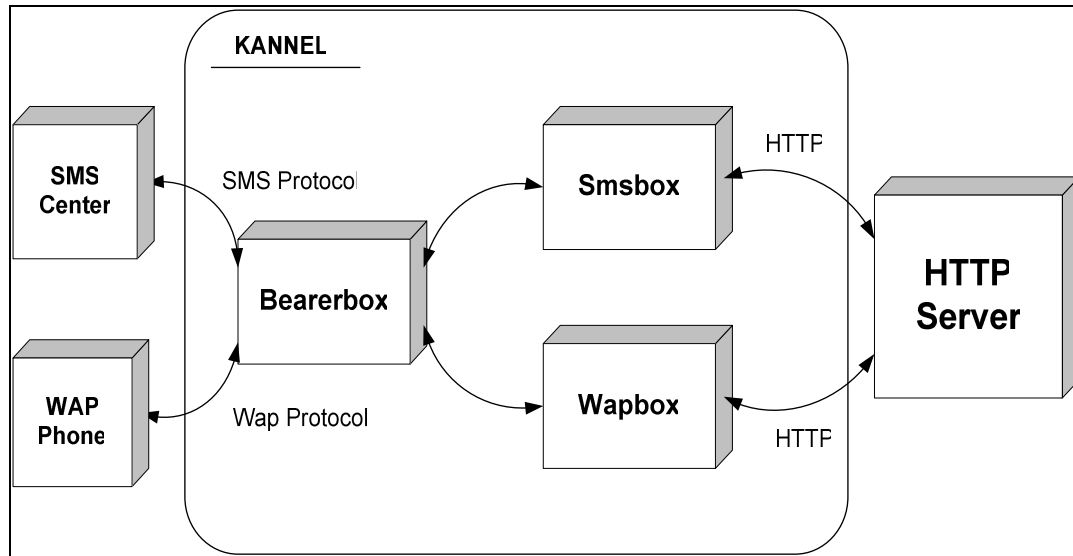 KANNEL
SMS
Center
SMS Protocol
Smsbox
HTTP
Bearerbox
HTTP
Server
WAP
Phone
Wap Protocol
Wapbox
HTTP